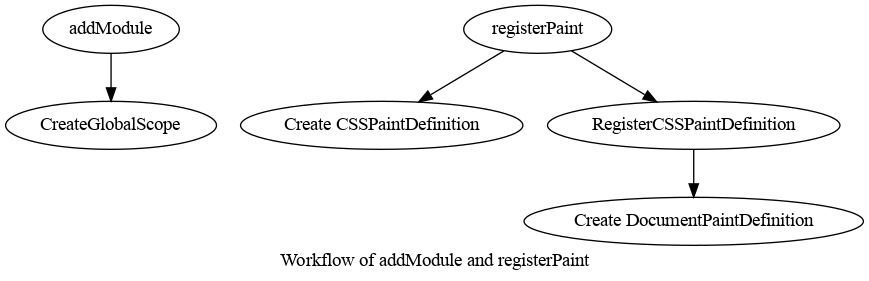 addModule
registerPaint
CreateGlobalScope
Create CSSPaintDefinition
RegisterCSSPaintDefinition
Create DocumentPaintDefinition
Workflow of addModule and registerPaint